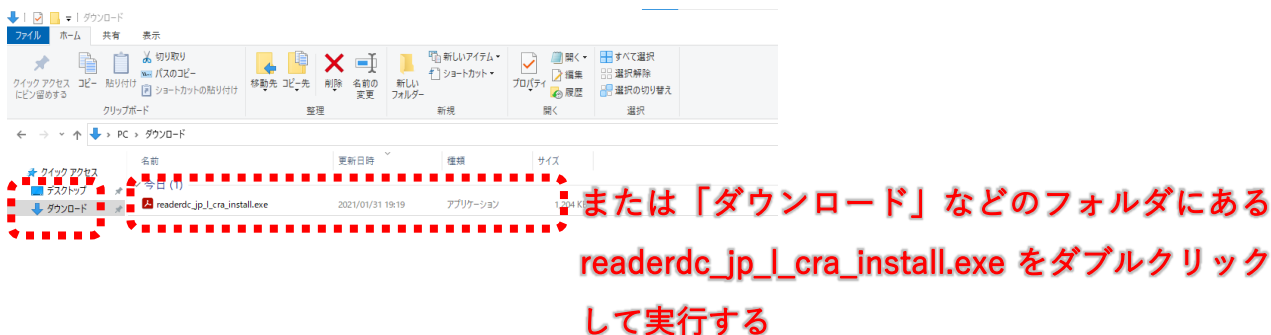 ダウンロード
ファイル ホーム 共有 表示
クイック アクセス
にピン留めする
コピー
貼り付け
切り取り
パスのコピー
ショートカットの貼り付け
クリップボード
移動先
コピー先
削除
名前の
変更
整理
新しい
フォルダー
新しいアイテム
ショートカット
新規
プロパティ
開く
編集
履歴
開く
すべて選択
選択解除
選択の切り替え
選択
PC › ダウンロード
名前 更新日時 種類 サイズ
クイック アクセス
デスクトップ
ダウンロード
今日 (1)
readerdc_jp_l_cra_install.exe 2021/01/31 19:19 アプリケーション 1,204 KB
または「ダウンロード」などのフォルダにある
readerdc_jp_l_cra_install.exe をダブルクリック
して実行する